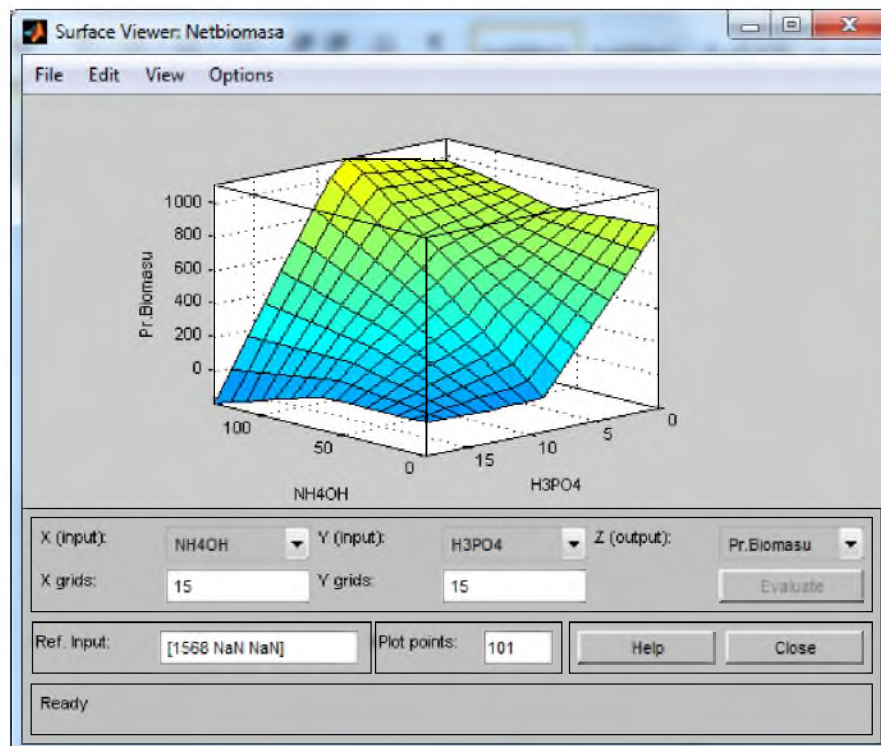 Surface Viewer: Netbiomasa
File Edit View Options
1000
800
600
400
200
0
Pr.Biomasu
100
50
0
NH4OH
15
10
5
0
H3PO4
X (input): NH4OH Y (input): H3PO4 Z (output): Pr.Biomasu
X grids: 15 Y grids: 15 Evaluate
Ref. Input: [1568 NaN NaN] Plot points: 101 Help Close
Ready